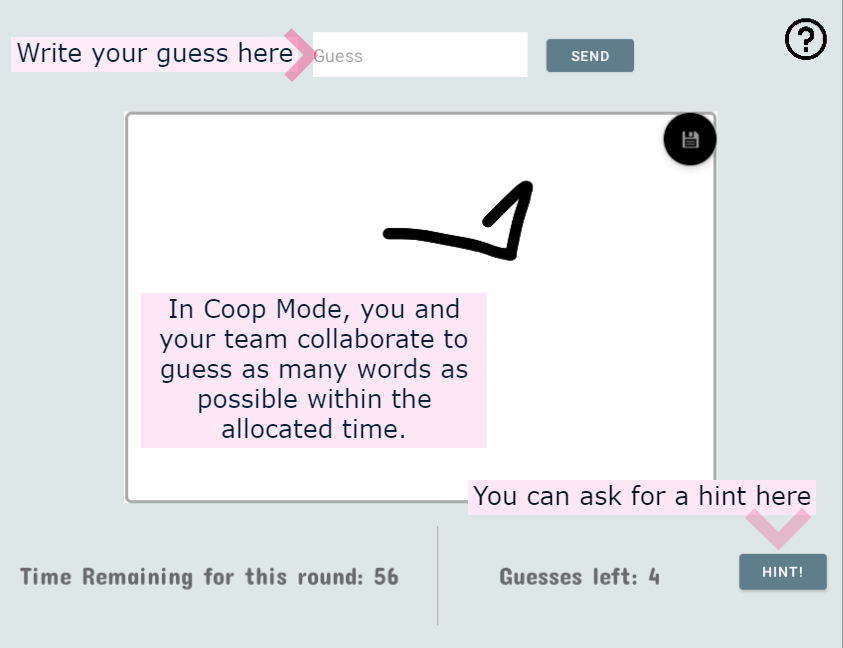 Write your guess here
Guess
SEND
In Coop Mode, you and
your team collaborate to
guess as many words as
possible within the
allocated time.
You can ask for a hint here
Time Remaining for this round: 56
Guesses left: 4
HINT!